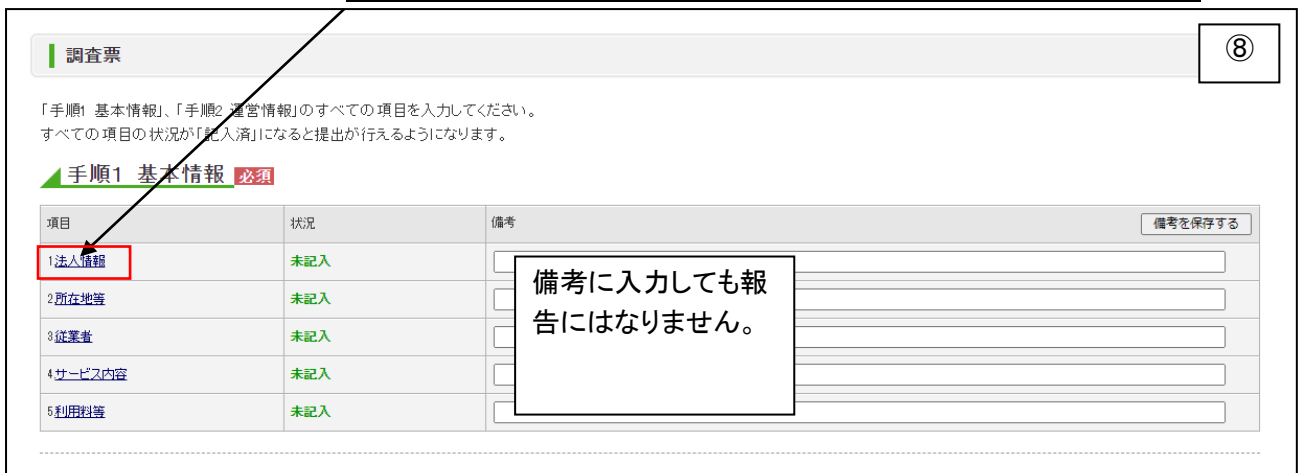 ⑧
調査票
「手順1 基本情報」、「手順2 運営情報」のすべての項目を入力してください。
すべての項目の状況が「記入済」になると提出が行えるようになります。
手順1 基本情報 必須
項目 状況 備考 備考を保存する
1法人情報 未記入
2所在地等 未記入
3従業者 未記入
4サービス内容 未記入
5利用料等 未記入
備考に入力しても報
告にはなりません。